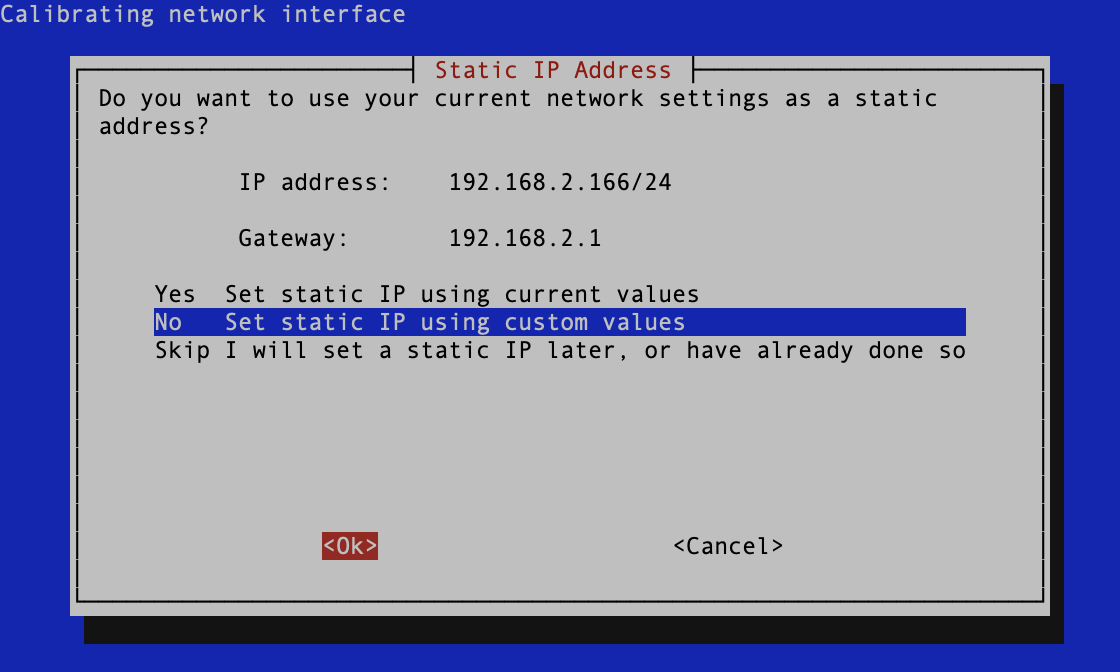 Calibrating network interface
Static IP Address
Do you want to use your current network settings as a static
address?
IP address: 192.168.2.166/24
Gateway: 192.168.2.1
Yes Set static IP using current values
No Set static IP using custom values
Skip I will set a static IP later, or have already done so
<Ok> <Cancel>